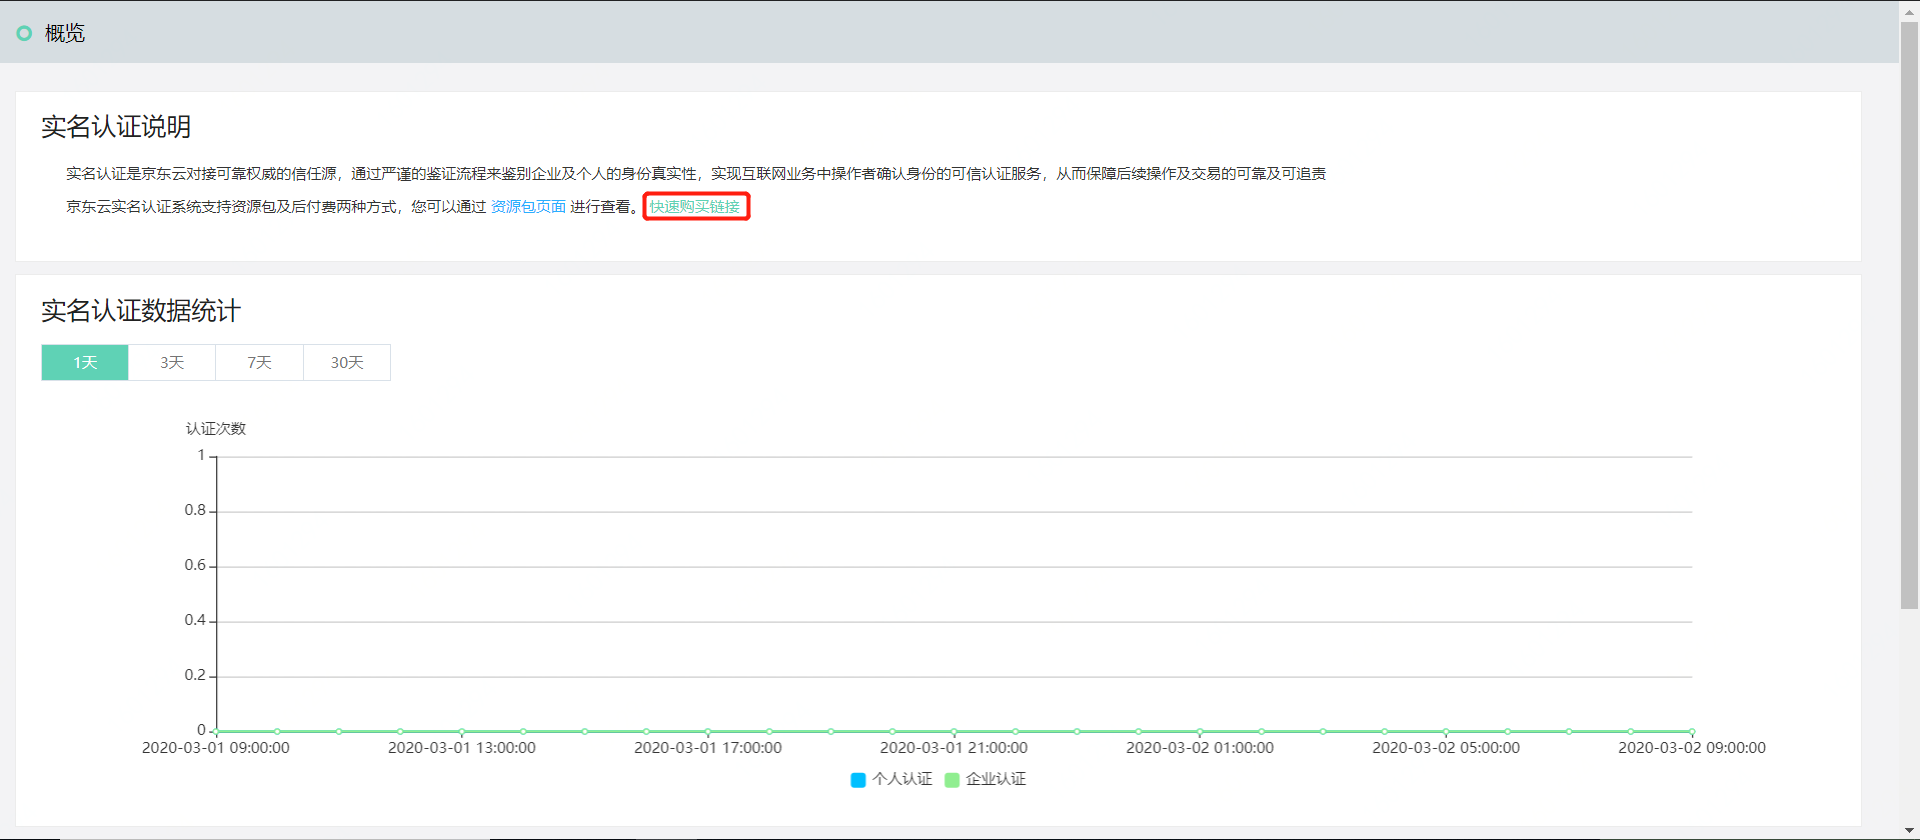 概览
实名认证说明
实名认证是京东云对接可靠权威的信任源，通过严谨的鉴证流程来鉴别企业及个人的身份真实性，实现互联网业务中操作者确认身份的可信认证服务，从而保障后续操作及交易的可靠及可追责
京东云实名认证系统支持资源包及后付费两种方式，您可以通过 资源包页面 进行查看。 快速购买链接
实名认证数据统计
1天 3天 7天 30天
认证次数
1
0.8
0.6
0.4
0.2
0
2020-03-01 09:00:00 2020-03-01 13:00:00 2020-03-01 17:00:00 2020-03-01 21:00:00 2020-03-02 01:00:00 2020-03-02 05:00:00 2020-03-02 09:00:00
个人认证 企业认证